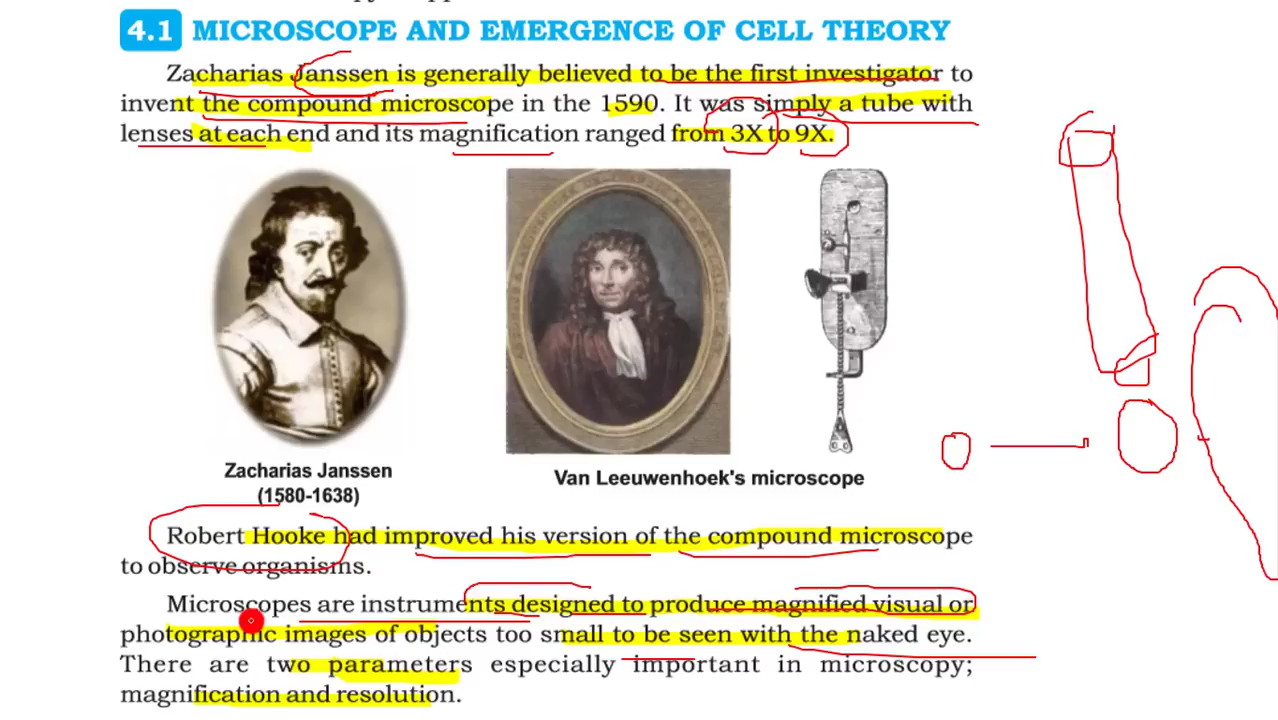 4.1 MICROSCOPE AND EMERGENCE OF CELL THEORY
Zacharias Janssen is generally believed to be the first investigator to
invent the compound microscope in the 1590. It was simply a tube with
lenses at each end and its magnification ranged from 3X to 9X.
Zacharias Janssen
(1580-1638)
Van Leeuwenhoek's microscope
Robert Hooke had improved his version of the compound microscope
to observe organisms.
Microscopes are instruments designed to produce magnified visual or
photographic images of objects too small to be seen with the naked eye.
There are two parameters especially important in microscopy;
magnification and resolution.